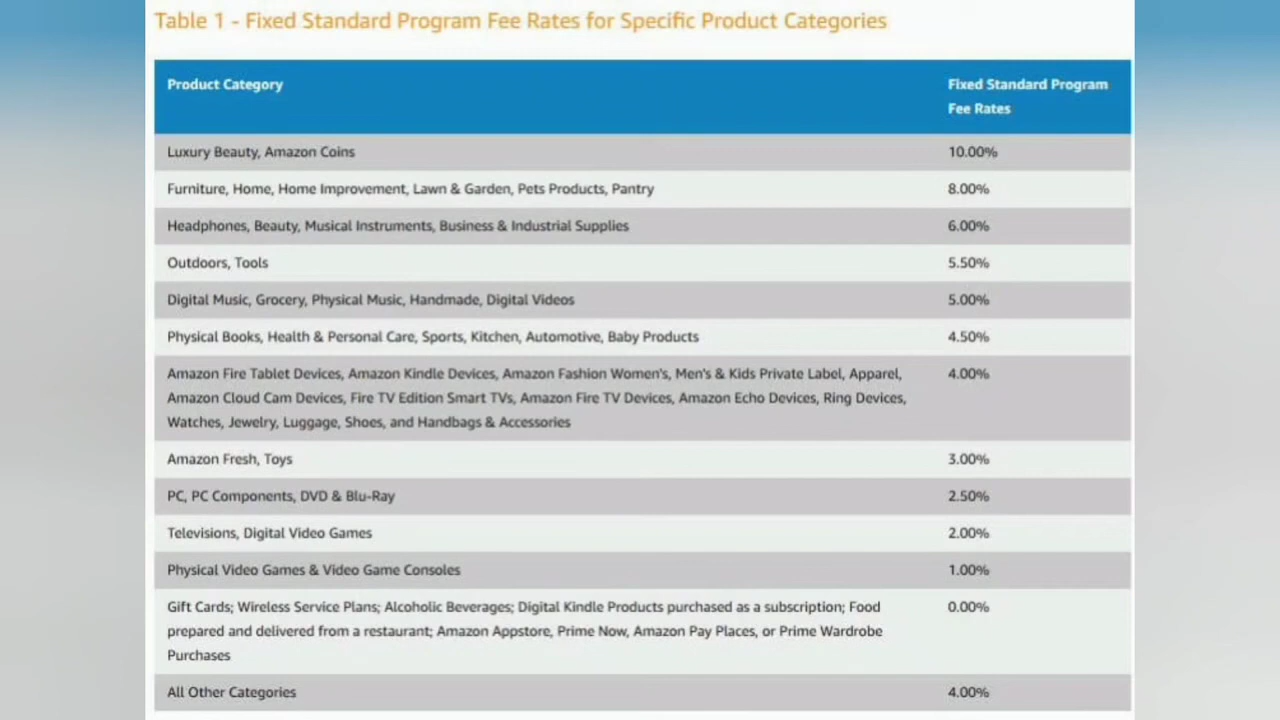 Table 1 - Fixed Standard Program Fee Rates for Specific Product Categories
Product Category
Fixed Standard Program
Fee Rates
Luxury Beauty, Amazon Coins
10.00%
Furniture, Home, Home Improvement, Lawn & Garden, Pets Products, Pantry
8.00%
Headphones, Beauty, Musical Instruments, Business & Industrial Supplies
6.00%
Outdoors, Tools
5.50%
Digital Music, Grocery, Physical Music, Handmade, Digital Videos
5.00%
Physical Books, Health & Personal Care, Sports, Kitchen, Automotive, Baby Products
4.50%
Amazon Fire Tablet Devices, Amazon Kindle Devices, Amazon Fashion Women's, Men's & Kids Private Label, Apparel,
4.00%
Amazon Cloud Cam Devices, Fire TV Edition Smart TVs, Amazon Fire TV Devices, Amazon Echo Devices, Ring Devices,
Watches, Jewelry, Luggage, Shoes, and Handbags & Accessories
Amazon Fresh, Toys
3.00%
PC, PC Components, DVD & Blu-Ray
2.50%
Televisions, Digital Video Games
2.00%
Physical Video Games & Video Game Consoles
1.00%
Gift Cards; Wireless Service Plans; Alcoholic Beverages; Digital Kindle Products purchased as a subscription; Food
0.00%
prepared and delivered from a restaurant; Amazon Appstore, Prime Now, Amazon Pay Places, or Prime Wardrobe
Purchases
All Other Categories
4.00%